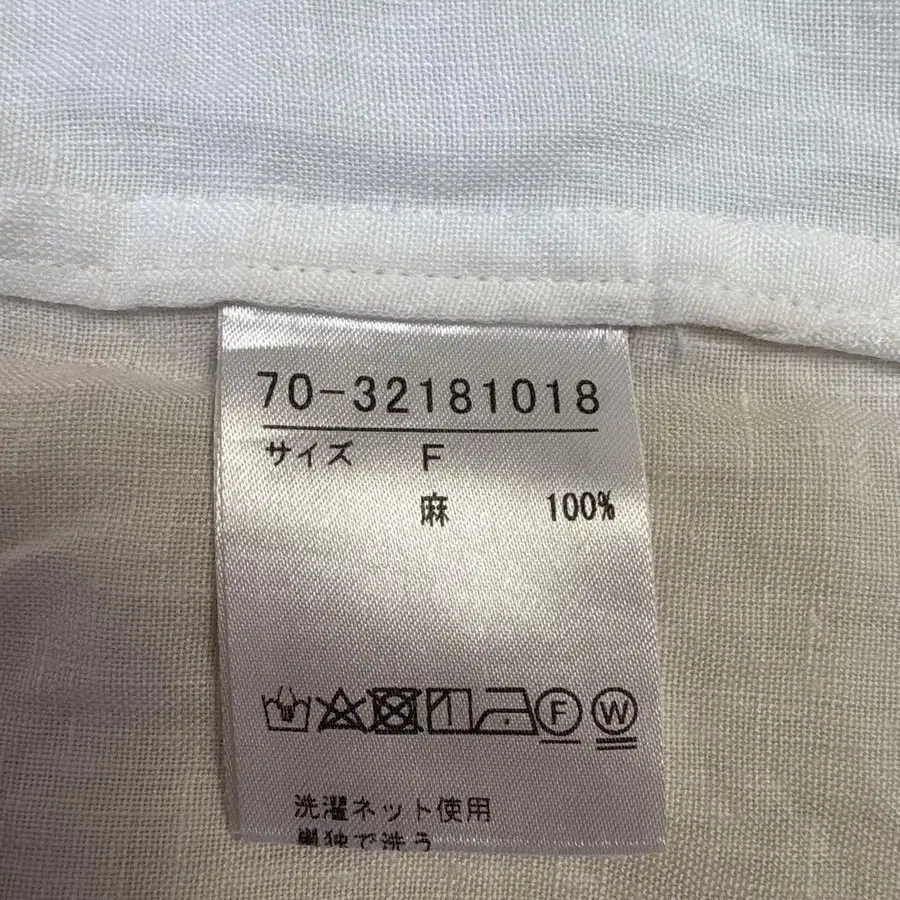 70-32181018
サイズ F
麻 100%
F W
洗濯ネット使用
単独で洗う